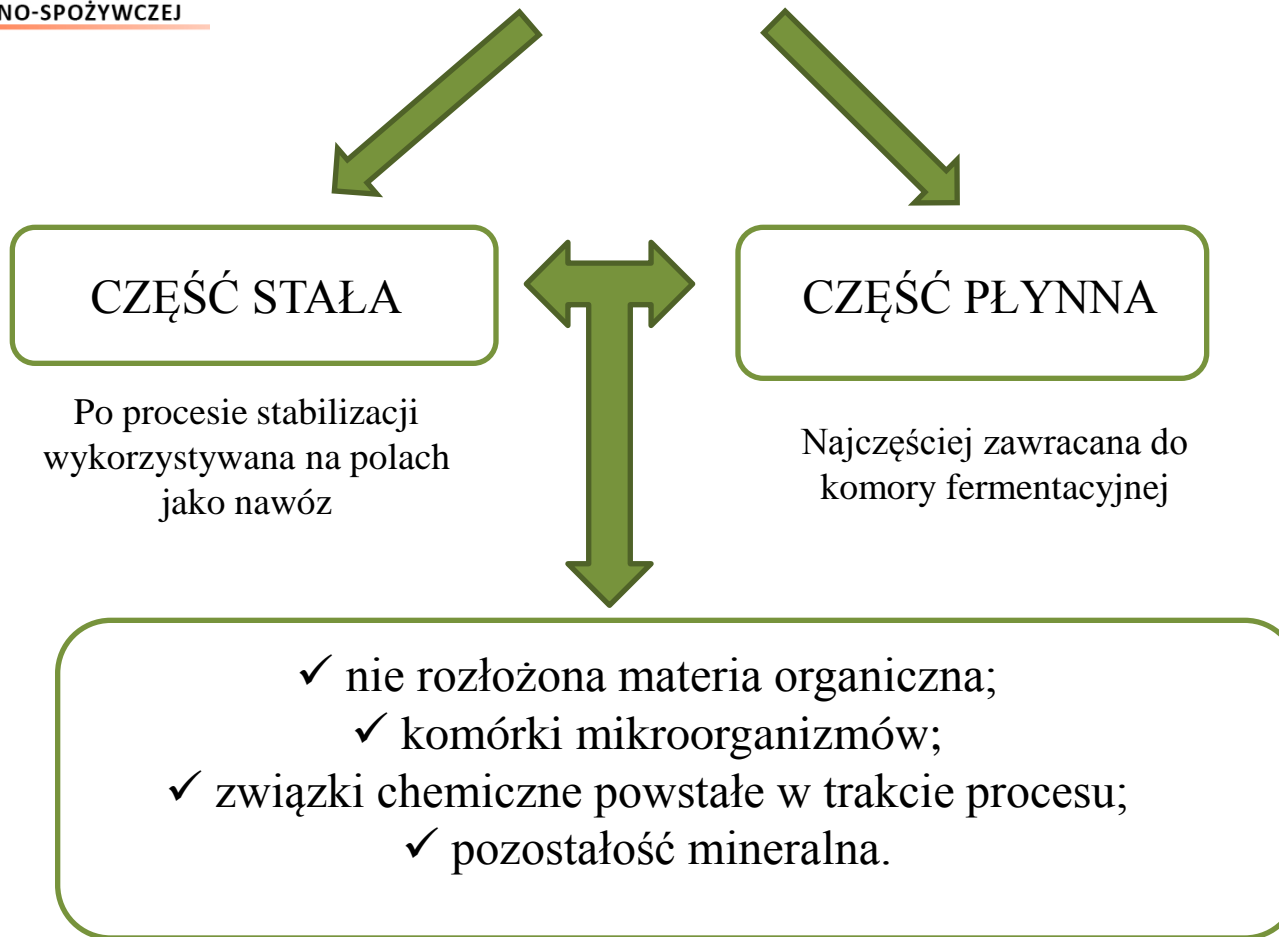 NO-SPOŻYWCZEJ
CZĘŚĆ STAŁA
CZĘŚĆ PŁYNNA
Po procesie stabilizacji
wykorzystywana na polach
jako nawóz
Najczęściej zawracana do
komory fermentacyjnej
✓ nie rozłożona materia organiczna;
✓ komórki mikroorganizmów;
✓ związki chemiczne powstałe w trakcie procesu;
✓ pozostałość mineralna.